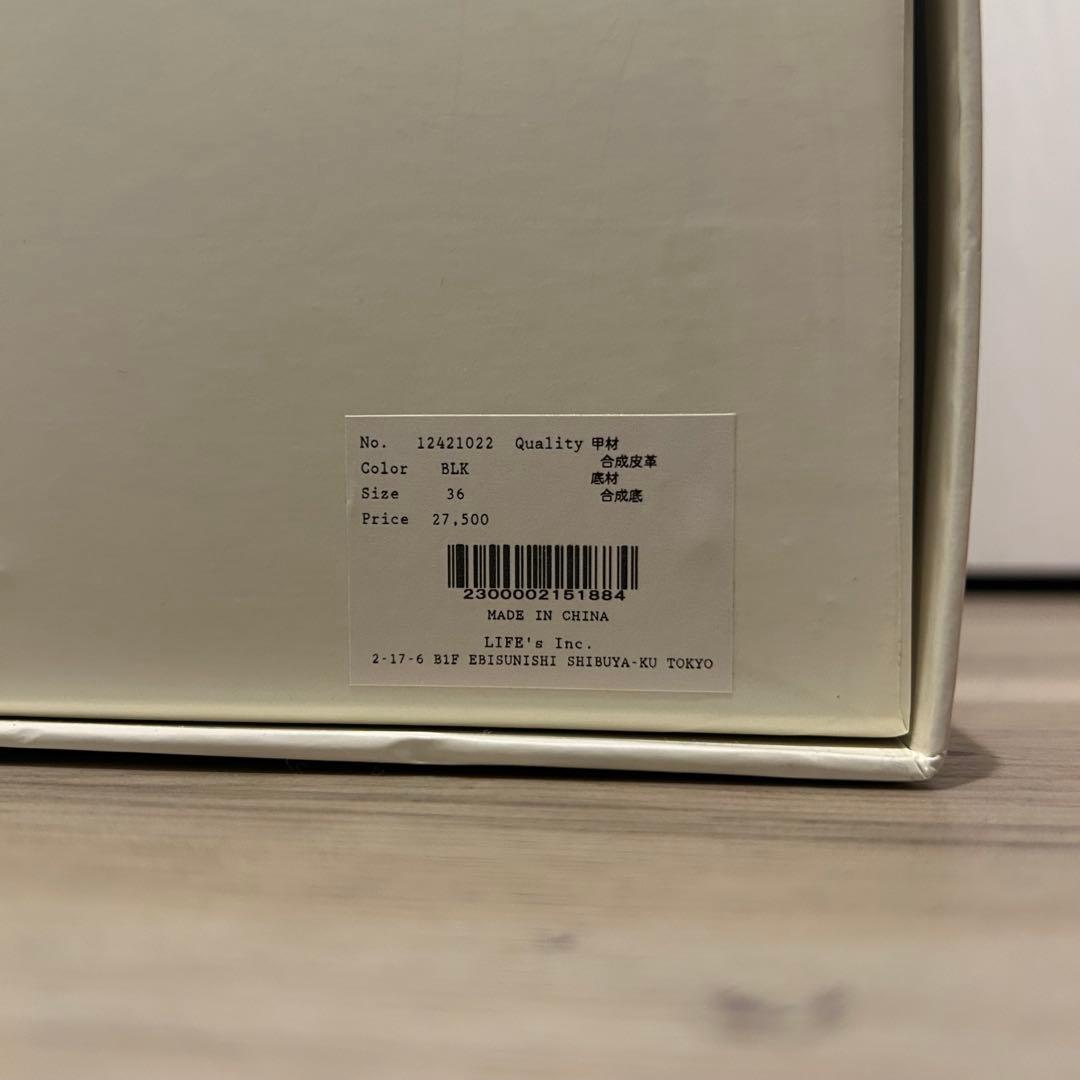 No. 12421022 Quality 甲材
合成皮革
Color BLK
底材
Size 36 合成底
Price 27,500
2300002151884
MADE IN CHINA
LIFE's Inc.
2-17-6 B1F EBISUNISHI SHIBUYA-KU TOKYO